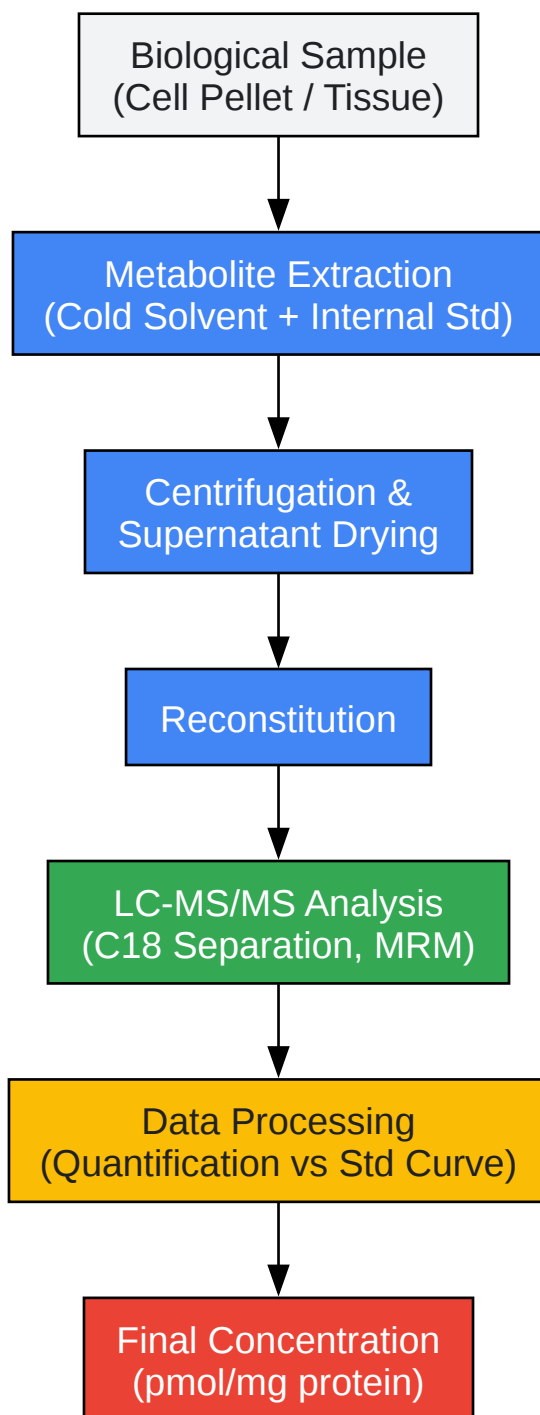 Biological Sample
(Cell Pellet / Tissue)
Metabolite Extraction
(Cold Solvent + Internal Std)
Centrifugation &
Supernatant Drying
Reconstitution
LC-MS/MS Analysis
(C18 Separation, MRM)
Data Processing
(Quantification vs Std Curve)
Final Concentration
(pmol/mg protein)